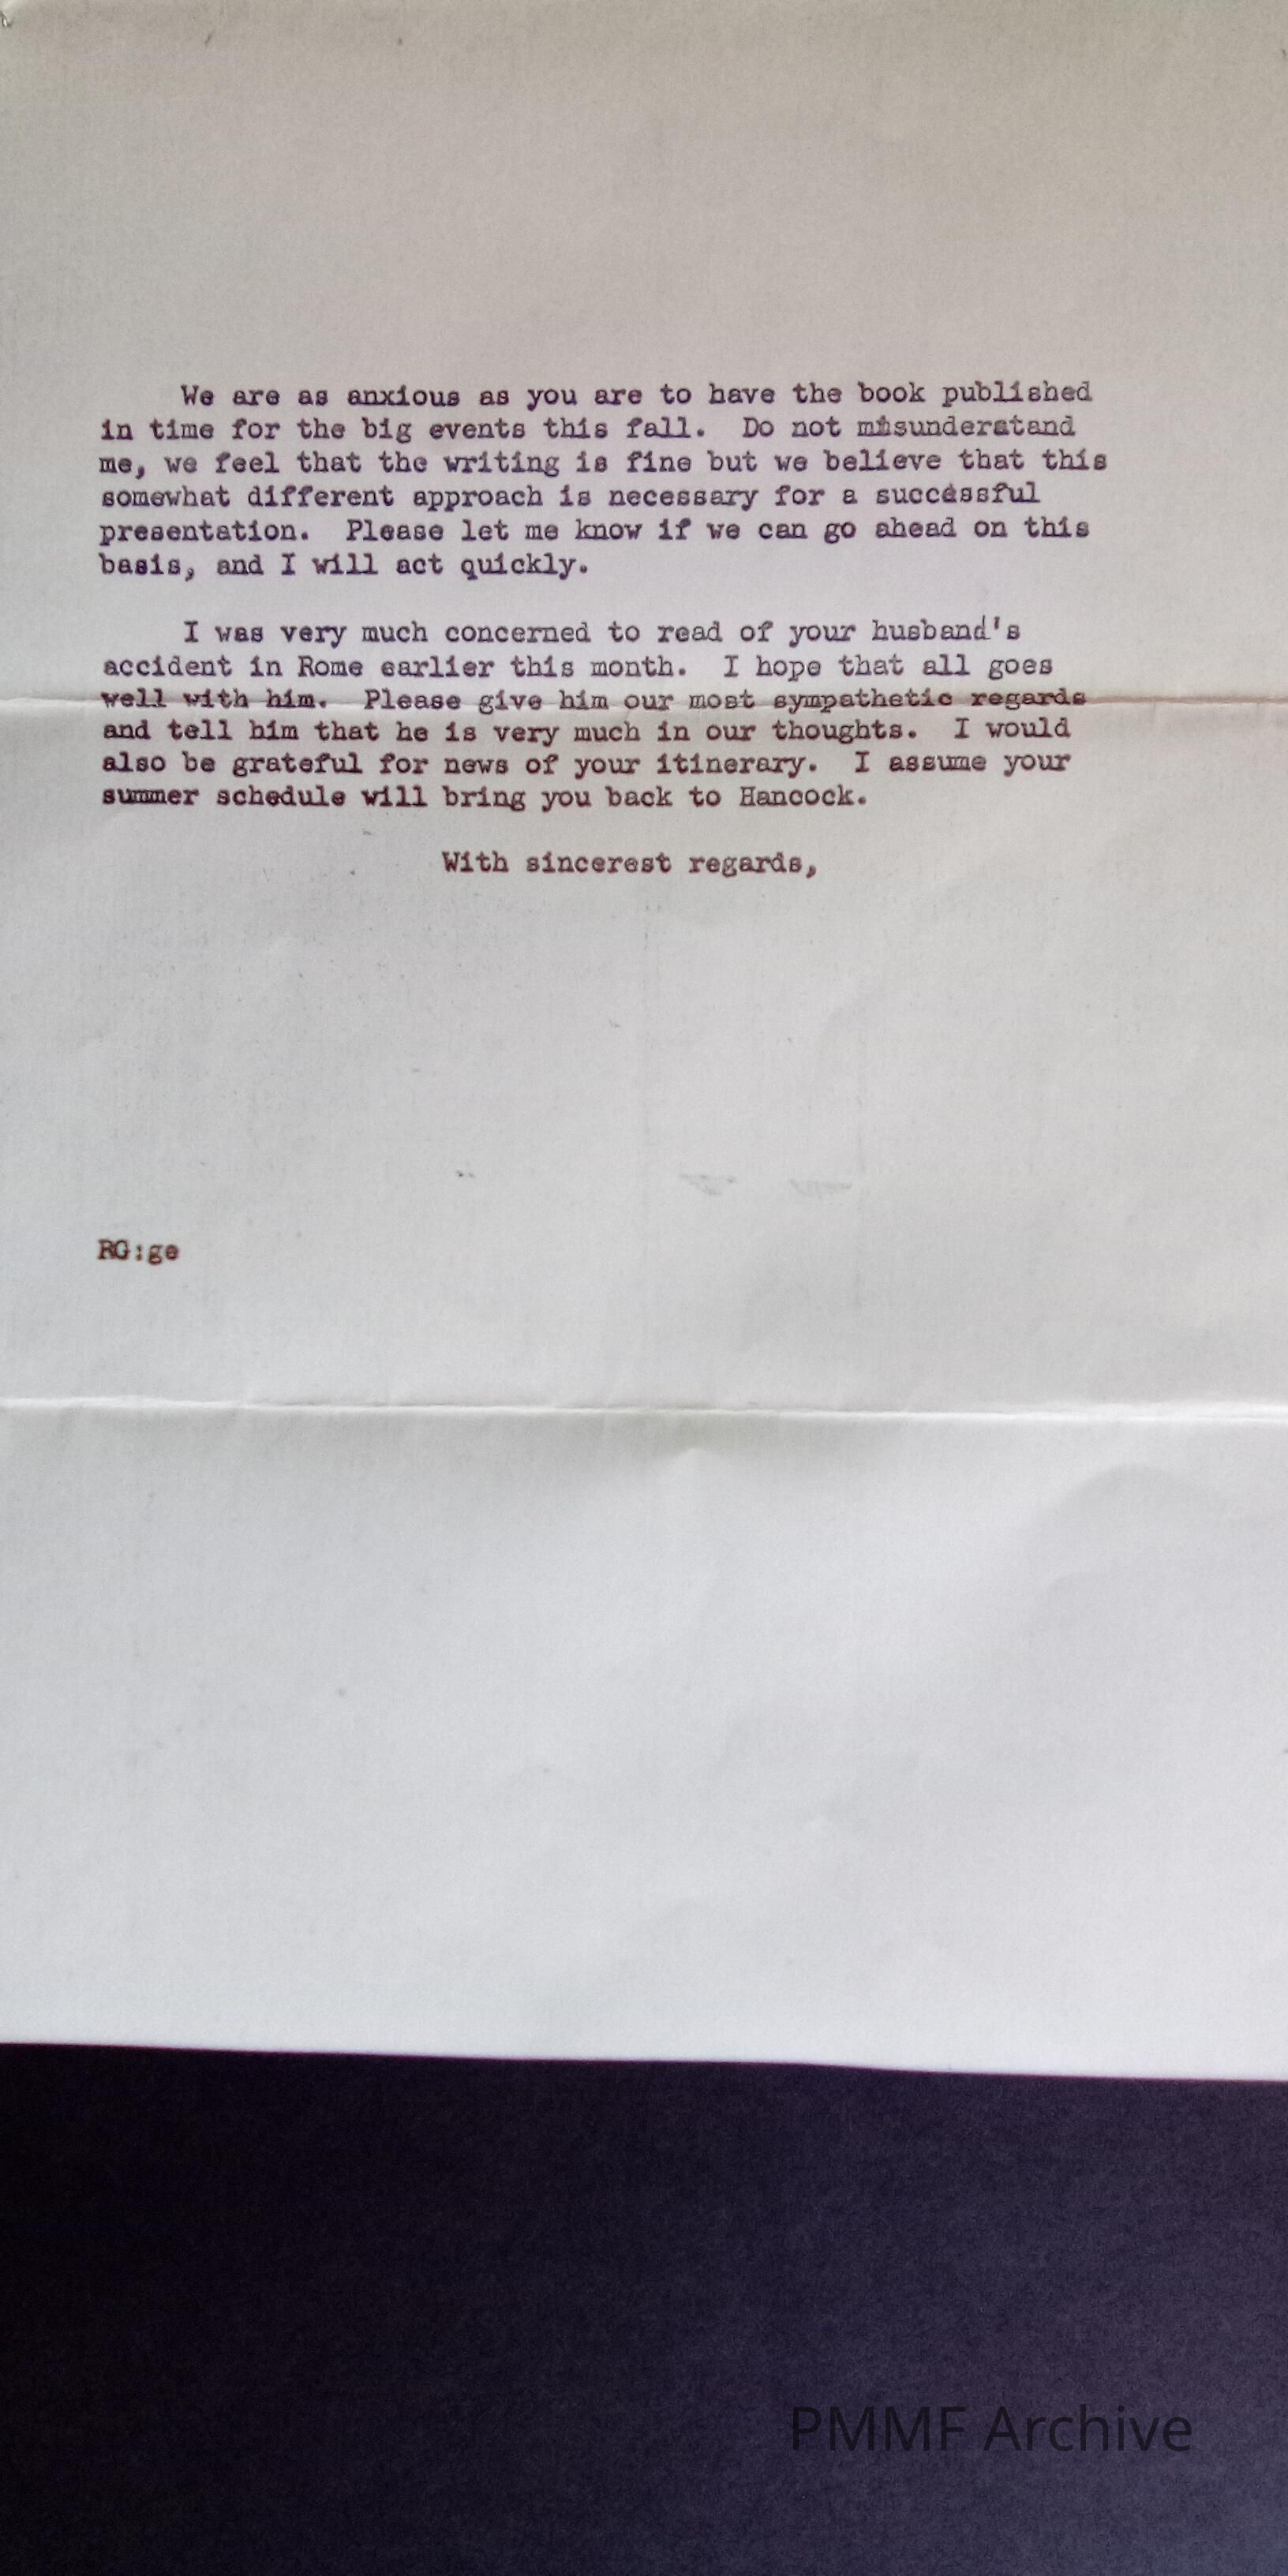 We are as anxious as you are to have the book published
in time for the big events this fall. Do not misunderstand
me, we feel that the writing is fine but we believe that this
somewhat different approach is necessary for a successful
presentation. Please let me know if we can go ahead on this
basis, and I will act quickly.
I was very much concerned to read of your husband's
accident in Rome earlier this month. I hope that all goes
well with him. Please give him our most sympathetic regards
and tell him that he is very much in our thoughts. I would
also be grateful for news of your itinerary. I assume your
summer schedule will bring you back to Hancock.
With sincerest regards,
RG:ge
PMMF Archive